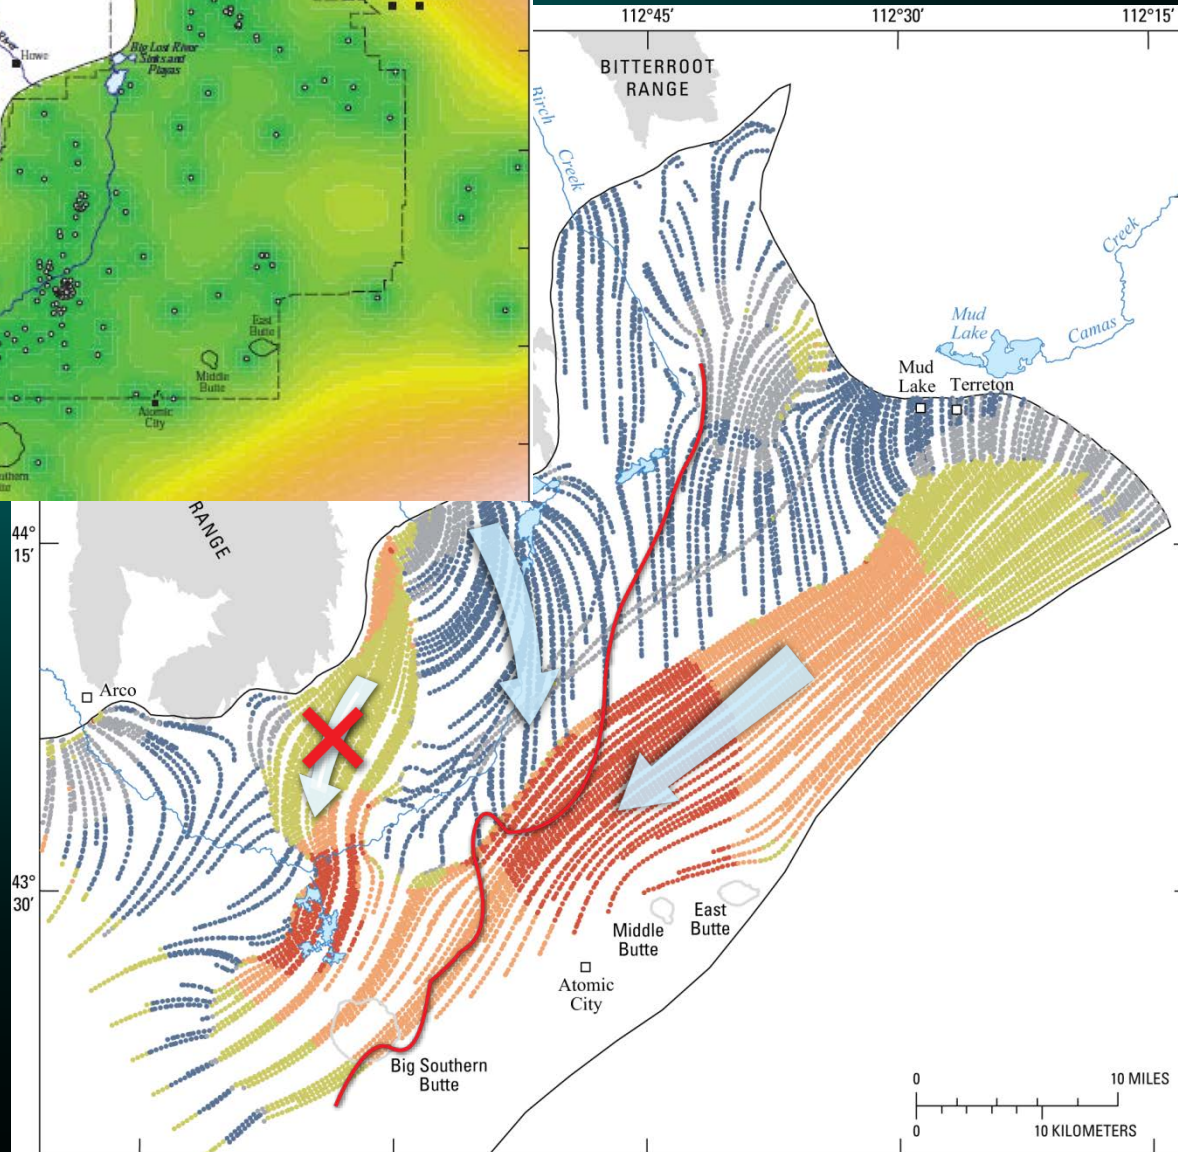 Howe
Big Lost River
Sinks and
Playas
East
Butte
Middle
Butte
Atomic
City
112°45′
112°30′
112°15′
BITTERROOT
RANGE
Birch
Creek
Creek
Camas
Mud
Lake
Mud
Lake
Terreton
44°
15′
RANGE
Arco
43°
30′
Middle
Butte
East
Butte
Atomic
City
Big Southern
Butte
0
10 MILES
0
10 KILOMETERS